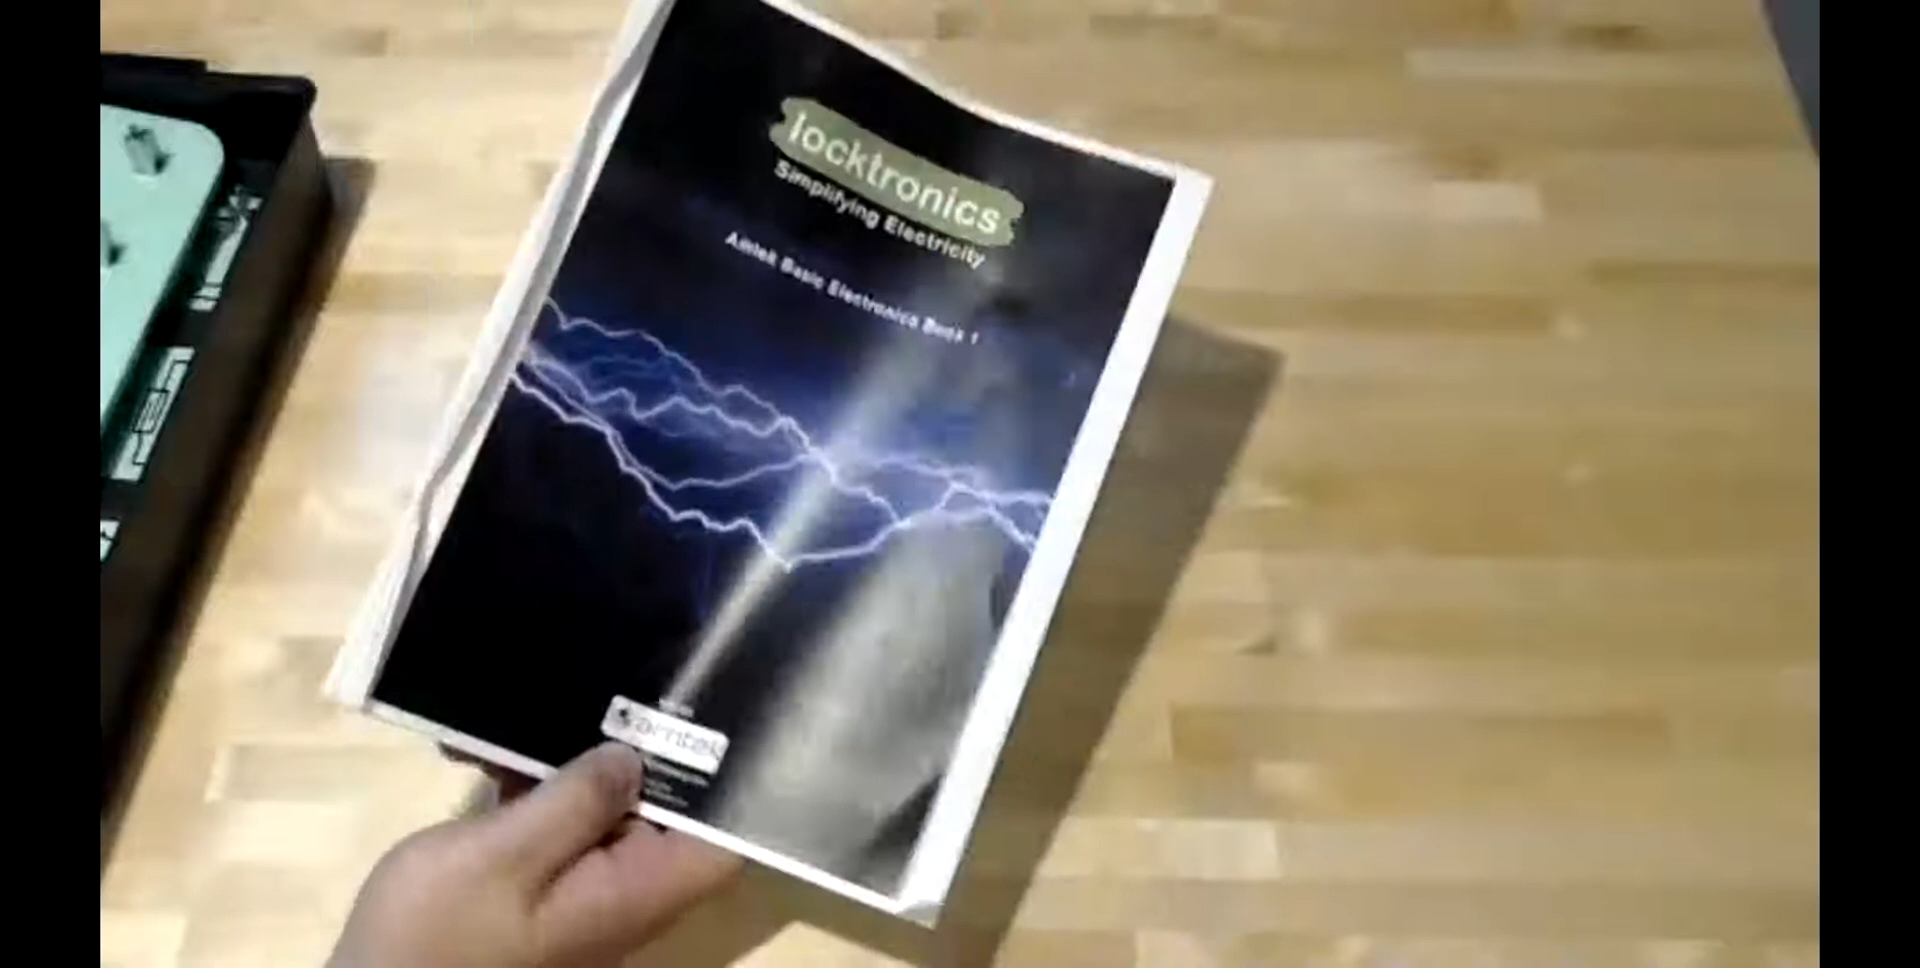 locktronics
Simplifying Electricity
Amtek Basic Electronics Book 1
amtek